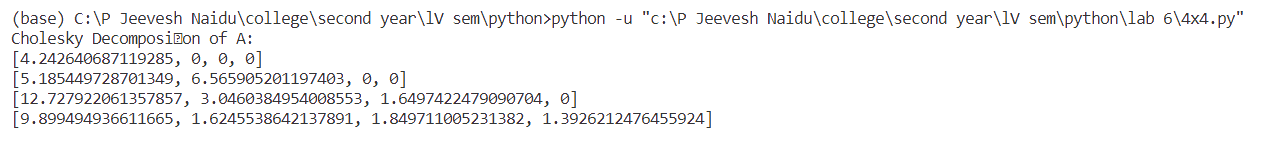 (base) C:\P Jeevesh Naidu\college\second year\lV sem\python>python -u "c:\P Jeevesh Naidu\college\second year\lV sem\python\lab 6\4x4.py"
Cholesky Decomposi�on of A:
[4.242640687119285, 0, 0, 0]
[5.185449728701349, 6.565905201197403, 0, 0]
[12.727922061357857, 3.0460384954008553, 1.6497422479090704, 0]
[9.899494936611665, 1.6245538642137891, 1.849711005231382, 1.3926212476455924]